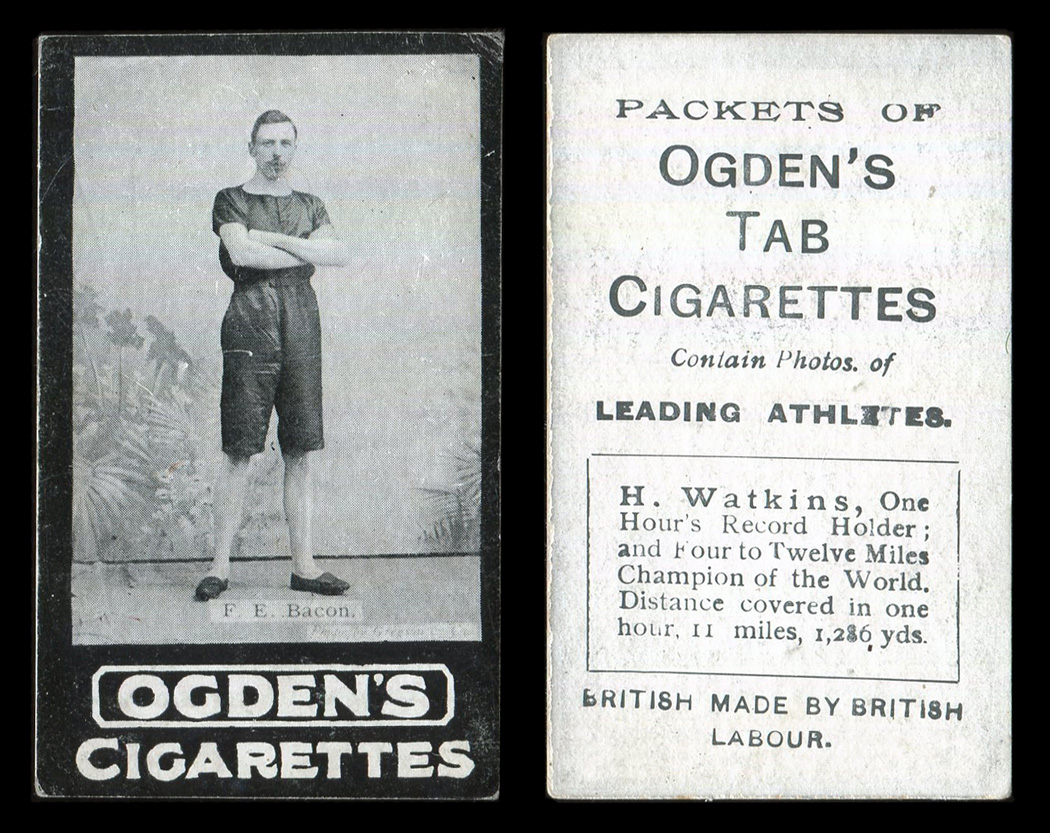 F. E. Bacon.
OGDEN'S
CIGARETTES
PACKETS OF
OGDEN'S
TAB
CIGARETTES
Contain Photos. of
LEADING ATHLETES.
H. Watkins, One
Hour's Record Holder;
and Four to Twelve Miles
Champion of the World.
Distance covered in one
hour, 11 miles, 1,286 yds.
BRITISH MADE BY BRITISH
LABOUR.